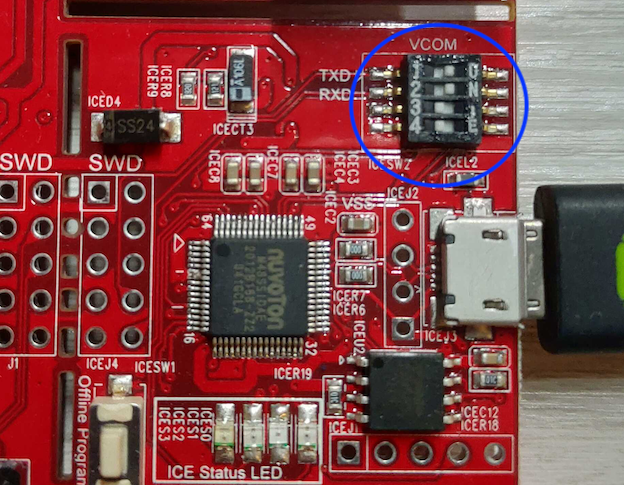 VCOM
TXD
RXD
1
2
3
4
O
N
I
E
ICESW2
ICER8
ICER9
ICED4
SS24
ICECT3
ICEC8
ICEC7
ICEC3
ICEC4
ICEL2
ICEJ2
ICEC2
VSS
SWD
SWD
64
49
nuvoTon
16
32
ICER7
ICER6
ICEU2
ICEJ3
J1
ICEJ4
ICESW1
ICER19
Offline Program
ICES0
ICES1
ICES2
ICES3
ICE Status LED
ICEJ1
ICEC12
ICER18